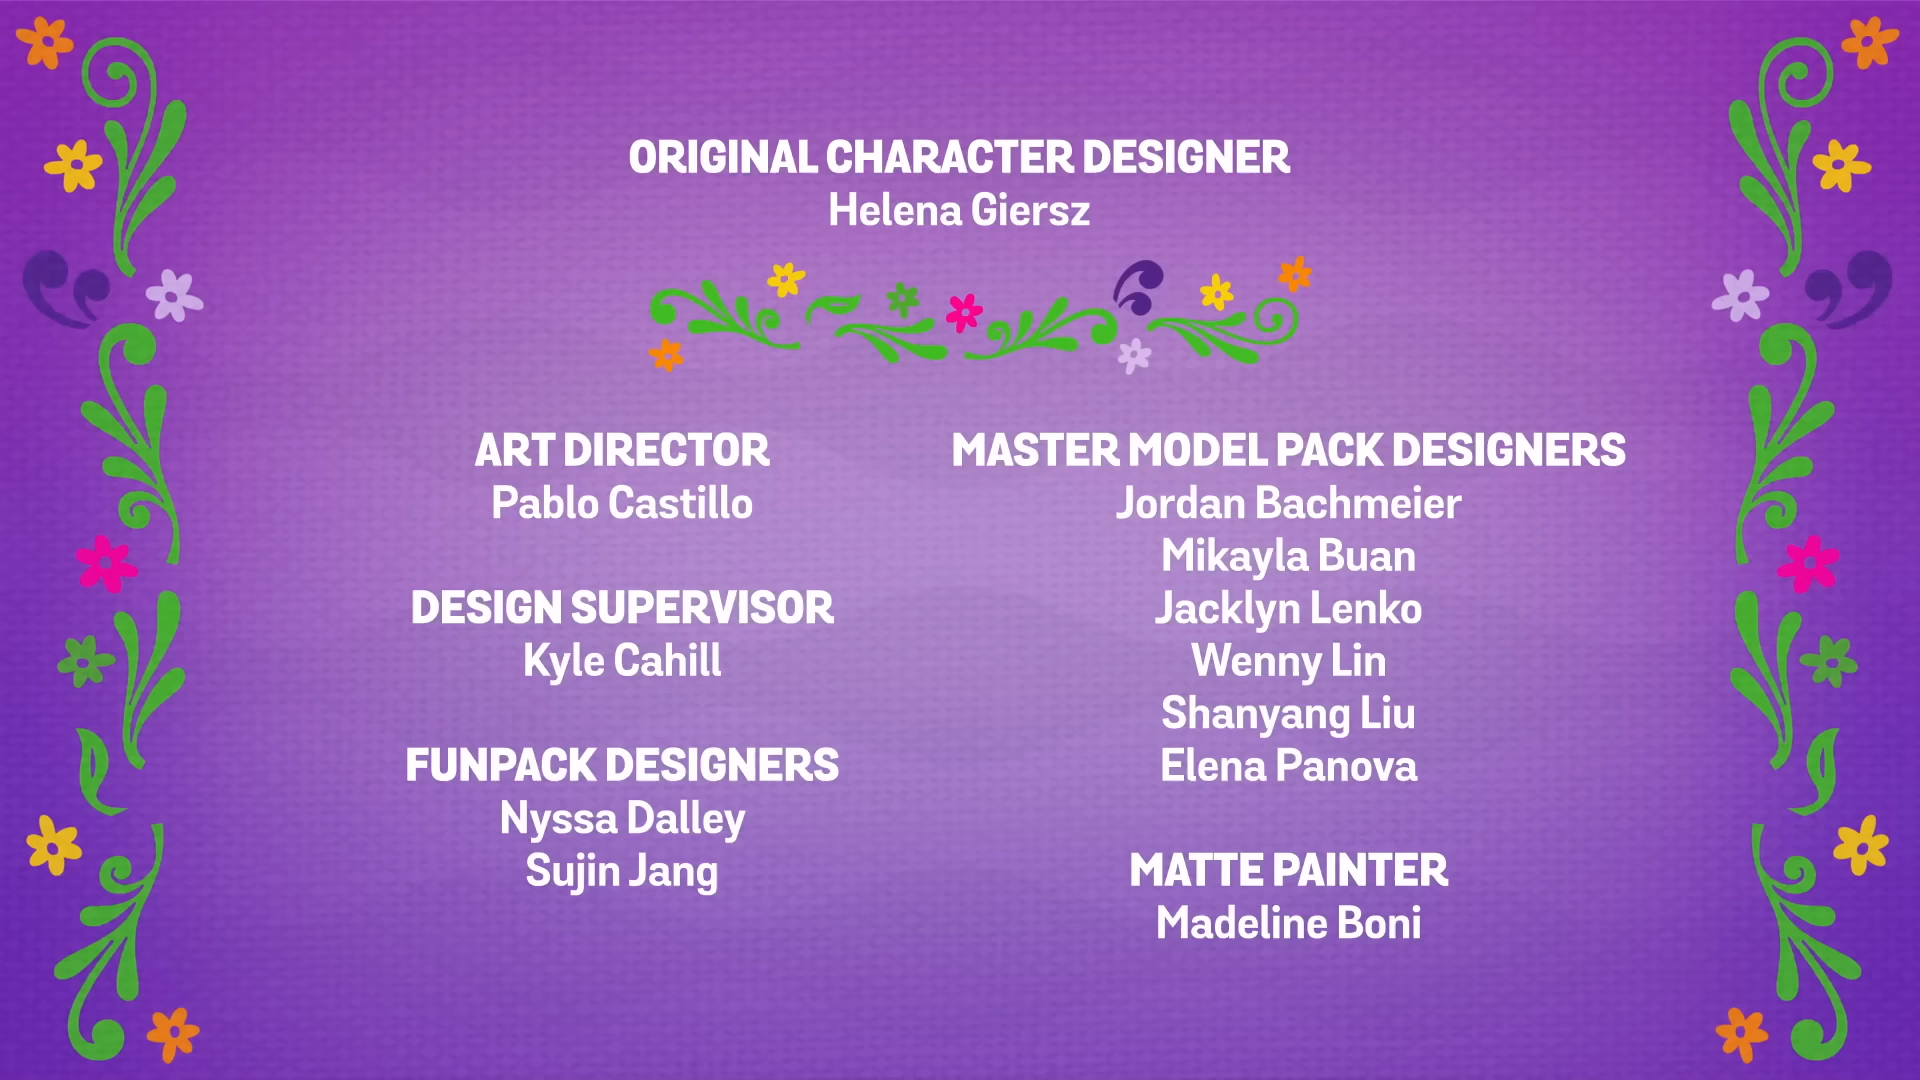 ORIGINAL CHARACTER DESIGNER
Helena Giersz
ART DIRECTOR
Pablo Castillo
DESIGN SUPERVISOR
Kyle Cahill
FUNPACK DESIGNERS
Nyssa Dalley
Sujin Jang
MASTER MODEL PACK DESIGNERS
Jordan Bachmeier
Mikayla Buan
Jacklyn Lenko
Wenny Lin
Shanyang Liu
Elena Panova
MATTE PAINTER
Madeline Boni